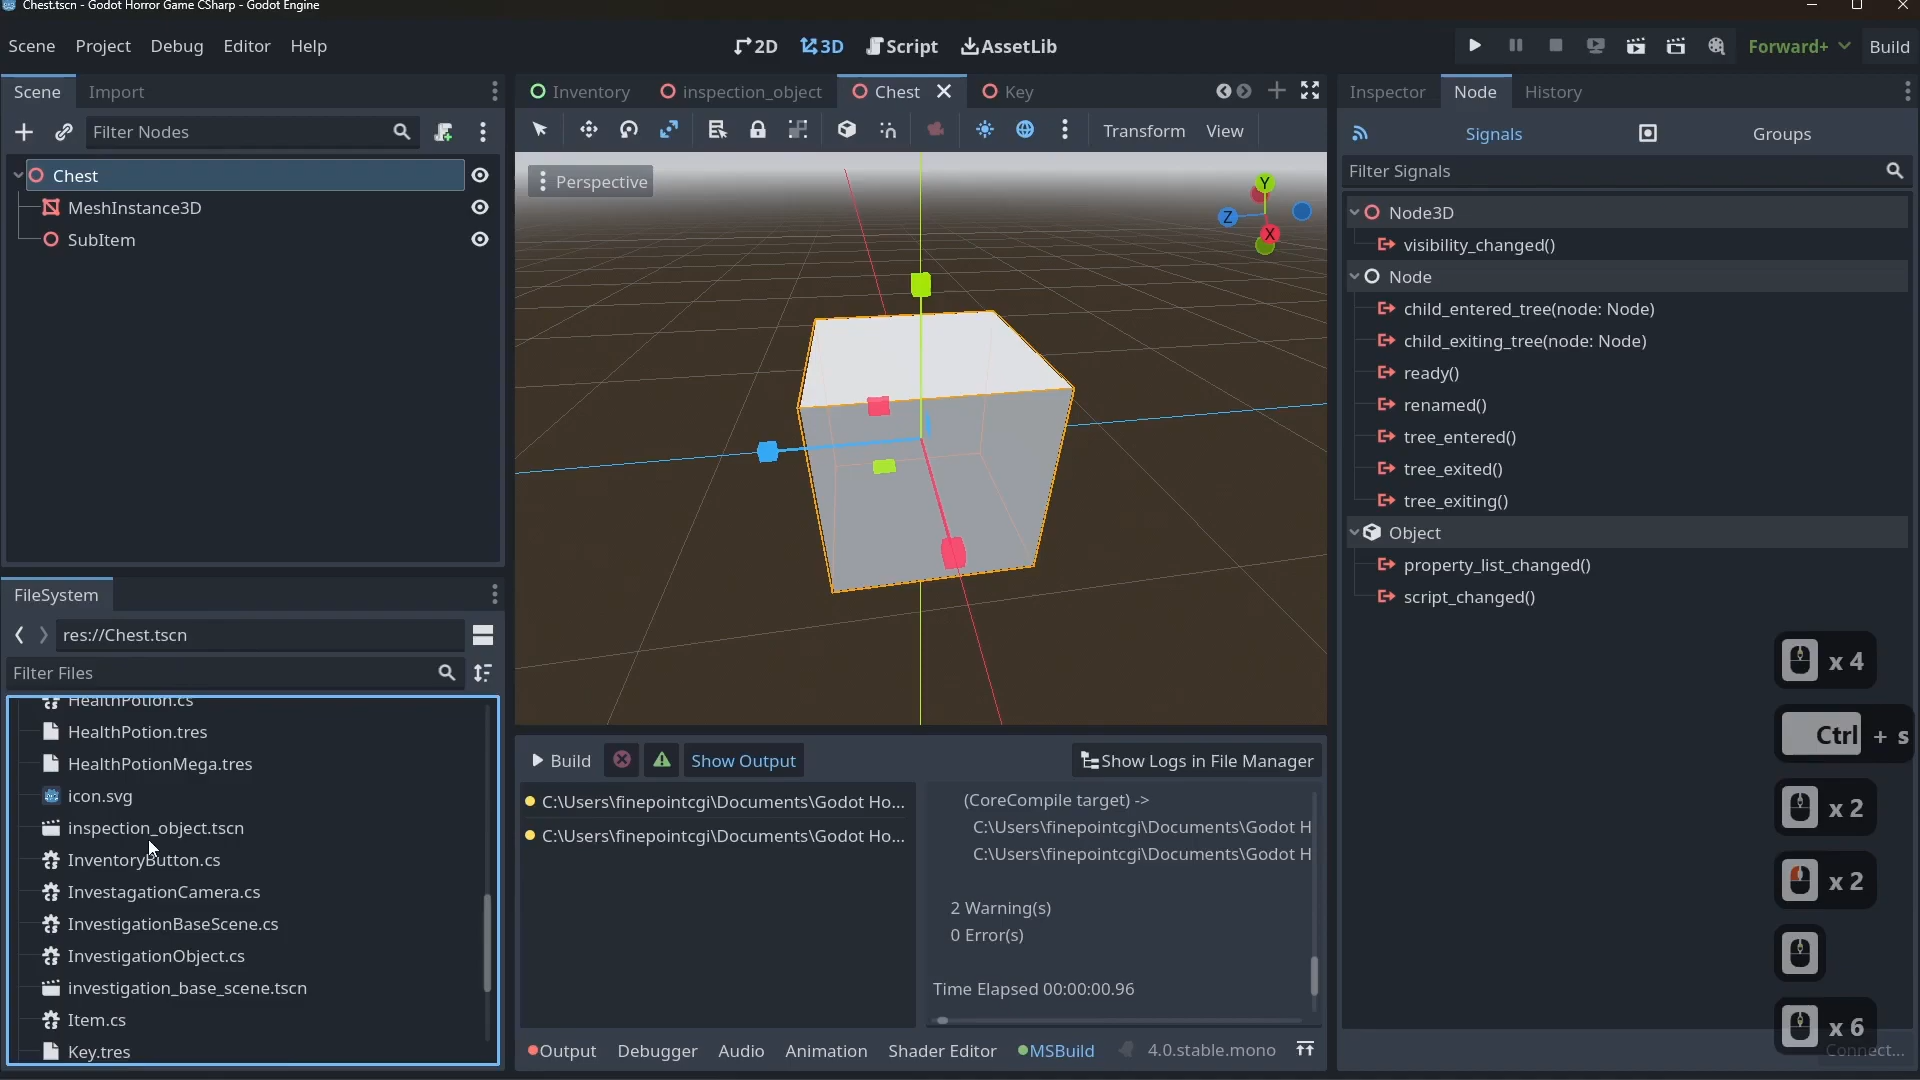 Chest.tscn - Godot Horror Game CSharp - Godot Engine
Scene Project Debug Editor Help
2D 3D Script AssetLib
Forward+ Build
Scene Import
Filter Nodes
Chest
MeshInstance3D
SubItem
FileSystem
res://Chest.tscn
Filter Files
HealthPotion.cs
HealthPotion.tres
HealthPotionMega.tres
icon.svg
inspection_object.tscn
InventoryButton.cs
InvestagationCamera.cs
InvestigationBaseScene.cs
InvestigationObject.cs
investigation_base_scene.tscn
Item.cs
Key.tres
Inventory inspection_object Chest Key
Transform View
Perspective
Y
Z
X
Build Show Output Show Logs in File Manager
C:\Users\finepointcgi\Documents\Godot Ho...
C:\Users\finepointcgi\Documents\Godot Ho...
(CoreCompile target) ->
C:\Users\finepointcgi\Documents\Godot H
C:\Users\finepointcgi\Documents\Godot H
2 Warning(s)
0 Error(s)
Time Elapsed 00:00:00.96
Output Debugger Audio Animation Shader Editor MSBuild 4.0.stable.mono
Inspector Node History
Signals Groups
Filter Signals
Node3D
visibility_changed()
Node
child_entered_tree(node: Node)
child_exiting_tree(node: Node)
ready()
renamed()
tree_entered()
tree_exited()
tree_exiting()
Object
property_list_changed()
script_changed()
x 4
Ctrl + s
x 2
x 2
x 6
Connect...